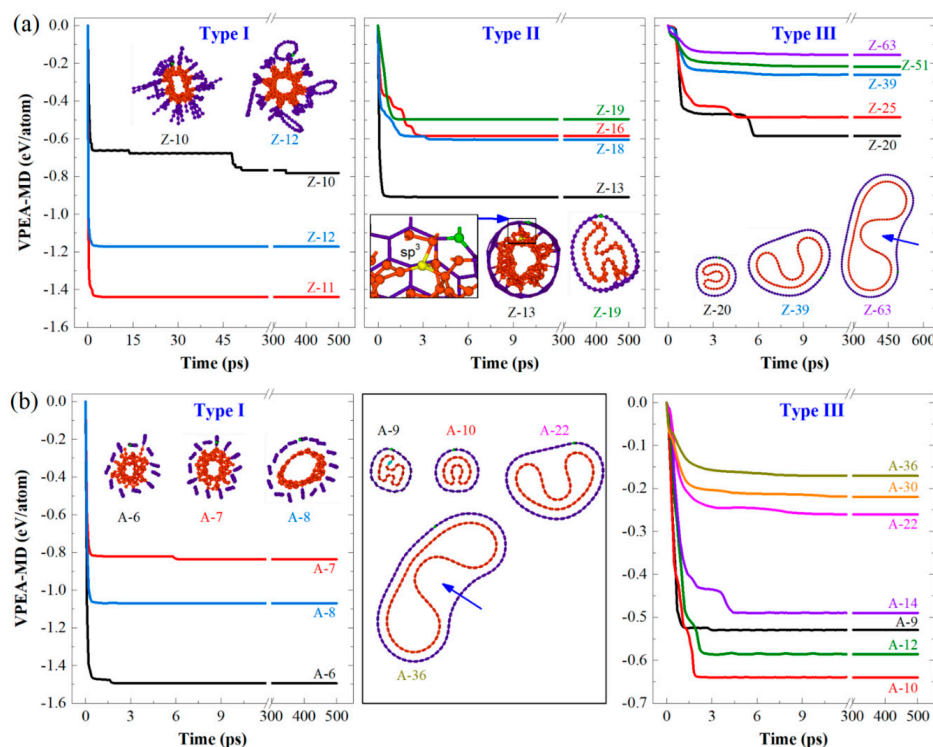 (a)
VPEA-MD (eV/atom)
0.0
-0.2
-0.4
-0.6
-0.8
-1.0
-1.2
-1.4
-1.6
Type I
Z-10
Z-12
Z-10
Z-12
Z-11
0 15 30 45 300 400 500
Time (ps)
Type II
Z-19
Z-16
Z-18
Z-13
sp3
Z-13
Z-19
0 3 6 9 300 400 500
Time (ps)
Type III
Z-63
Z-51
Z-39
Z-25
Z-20
Z-20
Z-39
Z-63
0 3 6 9 300 400 500 600
Time (ps)
(b)
VPEA-MD (eV/atom)
0.0
-0.2
-0.4
-0.6
-0.8
-1.0
-1.2
-1.4
-1.6
Type I
A-6 A-7 A-8
A-7
A-8
A-6
0 3 6 9 300 400 500
Time (ps)
A-9 A-10 A-22
A-36
0.0
-0.1
-0.2
-0.3
-0.4
-0.5
-0.6
-0.7
Type III
A-36
A-30
A-22
A-14
A-9
A-12
A-10
0 3 6 9 300 400 500
Time (ps)